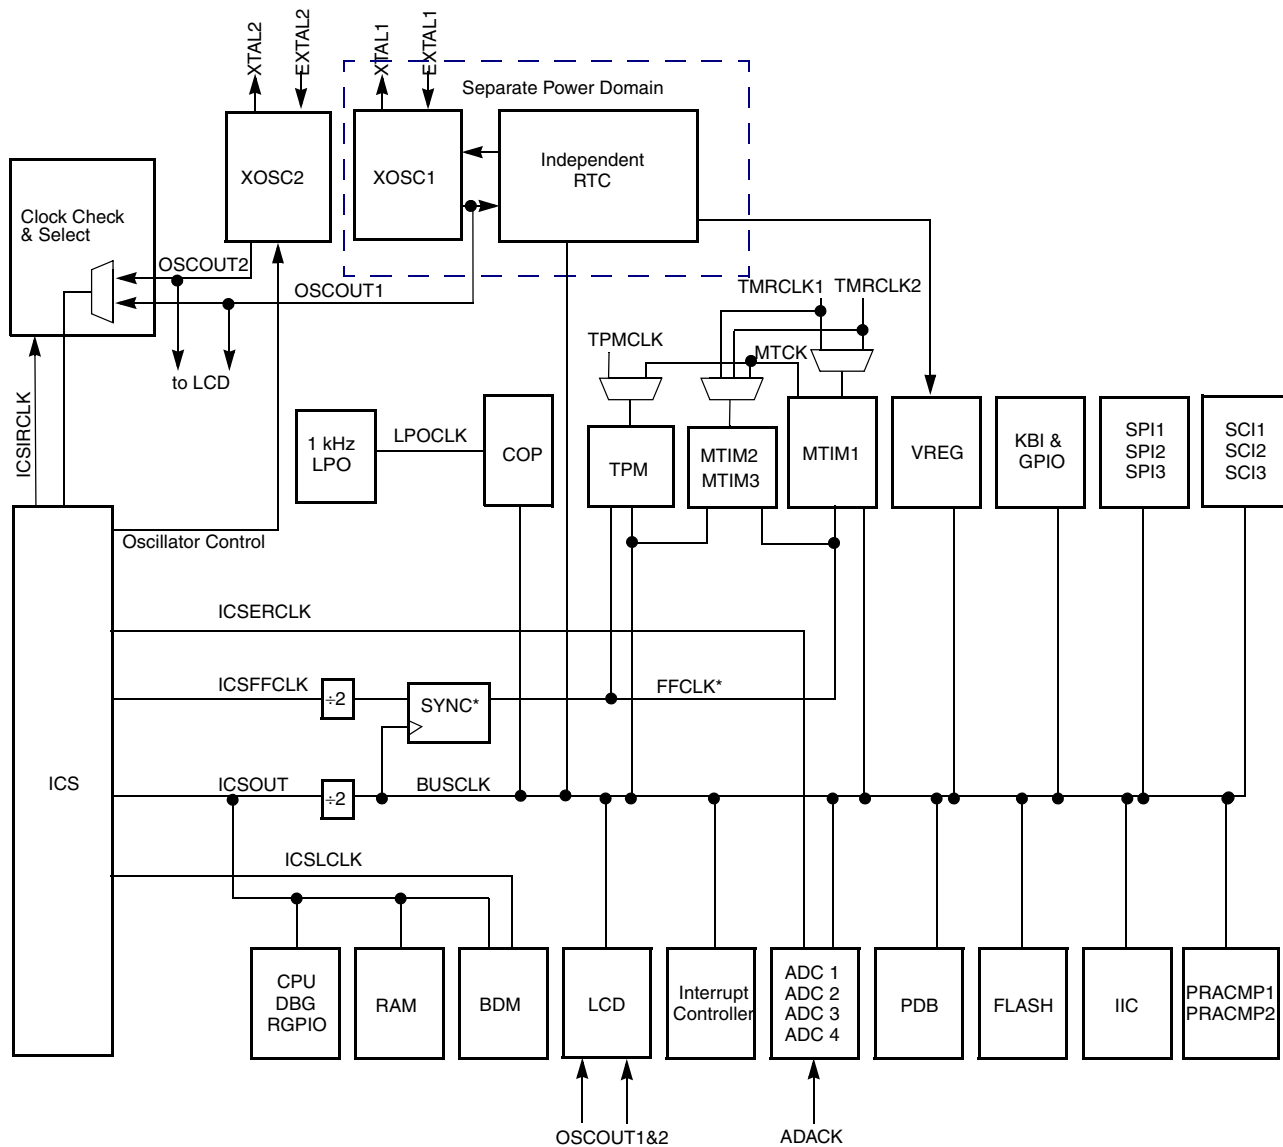 XTAL2
EXTAL2
XTAL1
EXTAL1
Separate Power Domain
XOSC2
XOSC1
Independent
RTC
Clock Check
& Select
OSCOUT2
OSCOUT1
to LCD
TMRCLK1
TMRCLK2
TPMCLK
MTCK
ICSIRCLK
1 kHz
LPO
LPOCLK
COP
TPM
MTIM2
MTIM3
MTIM1
VREG
KBI &
GPIO
SPI1
SPI2
SPI3
SCI1
SCI2
SCI3
Oscillator Control
ICSERCLK
ICSFFCLK
÷2
SYNC*
FFCLK*
ICS
ICSOUT
÷2
BUSCLK
ICSLCLK
CPU
DBG
RGPIO
RAM
BDM
LCD
Interrupt
Controller
ADC 1
ADC 2
ADC 3
ADC 4
PDB
FLASH
IIC
PRACMP1
PRACMP2
OSCOUT1&2
ADACK